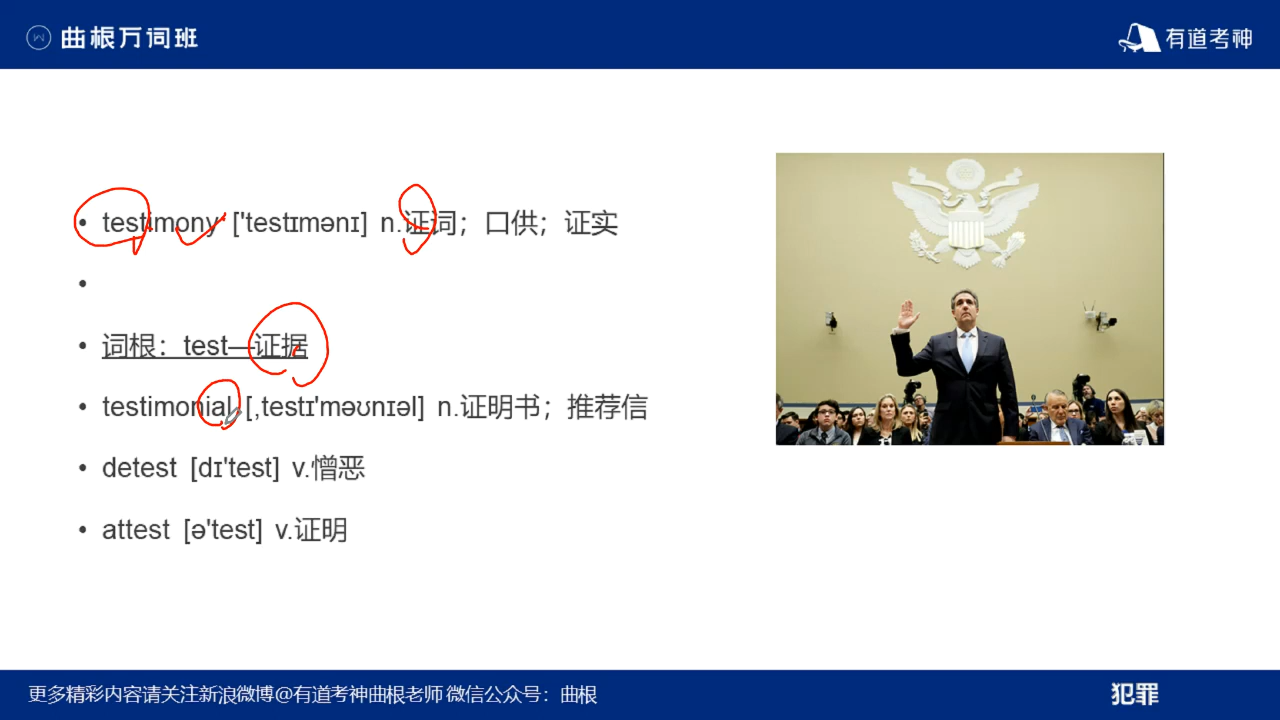 曲根万词班
有道考神
• testimony ['testɪmənɪ] n.证词；口供；证实
•
• 词根：test—证据
• testimonial [ˌtestɪ'məʊnɪəl] n.证明书；推荐信
• detest [dɪ'test] v.憎恶
• attest [ə'test] v.证明
更多精彩内容请关注新浪微博@有道考神曲根老师 微信公众号：曲根
犯罪